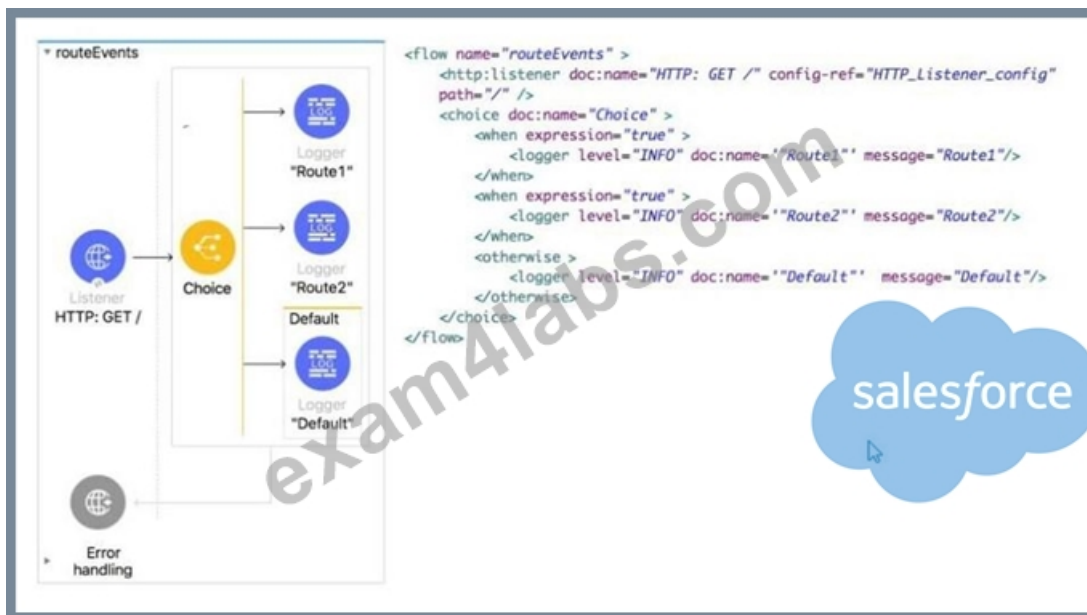 routeEvents
LOG
Logger
"Route1"
LOG
Logger
"Route2"
Listener
HTTP: GET /
Choice
Default
LOG
Logger
"Default"
Error
handling
<flow name="routeEvents" >
<http:listener doc:name="HTTP: GET /" config-ref="HTTP_Listener_config"
path="/" />
<choice doc:name="Choice" >
<when expression="true" >
<logger level="INFO" doc:name='"Route1"' message="Route1"/>
</when>
<when expression="true" >
<logger level="INFO" doc:name='"Route2"' message="Route2"/>
</when>
<otherwise >
<logger level="INFO" doc:name='"Default"' message="Default"/>
</otherwise>
</choice>
</flow>
salesforce
exam4labs.com